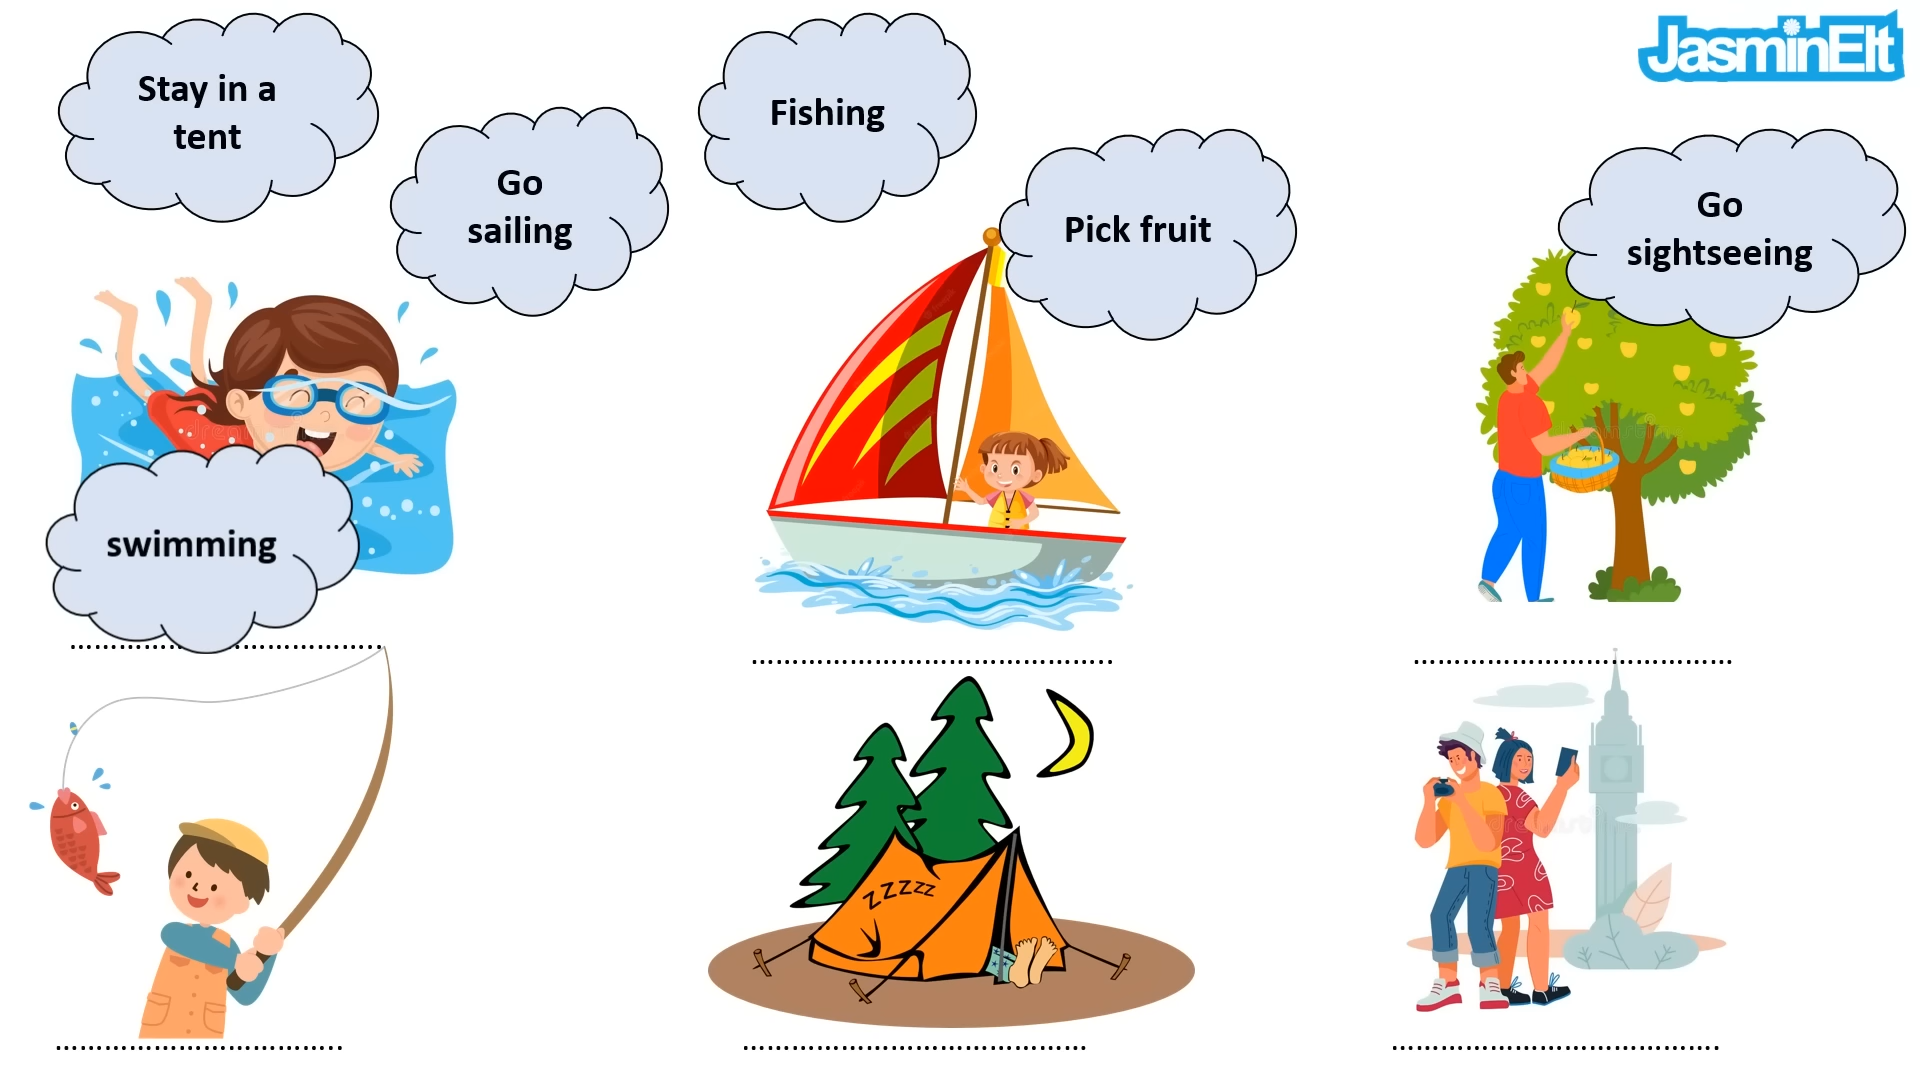 Stay in a
tent
Go
sailing
Fishing
Pick fruit
JasminElt
Go
sightseeing
swimming
zzzzz